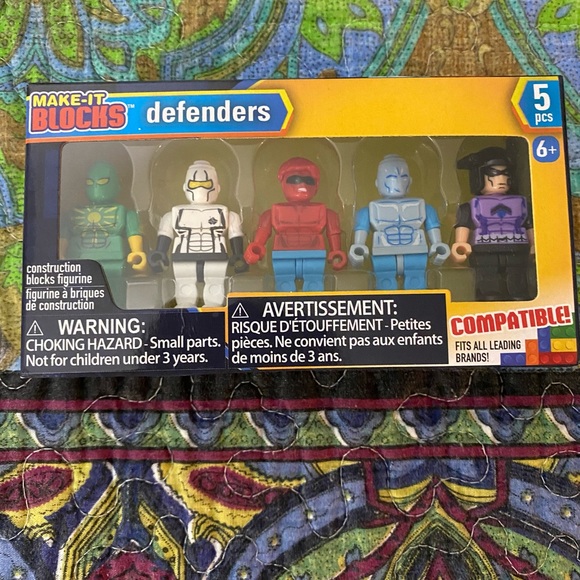 MAKE-IT
BLOCKS™
defenders
5
pcs
6+
construction
blocks figurine
figurine à briques
de construction
⚠ WARNING:
CHOKING HAZARD - Small parts.
Not for children under 3 years.
⚠ AVERTISSEMENT:
RISQUE D'ÉTOUFFEMENT - Petites
pièces. Ne convient pas aux enfants
de moins de 3 ans.
COMPATIBLE!
FITS ALL LEADING
BRANDS!